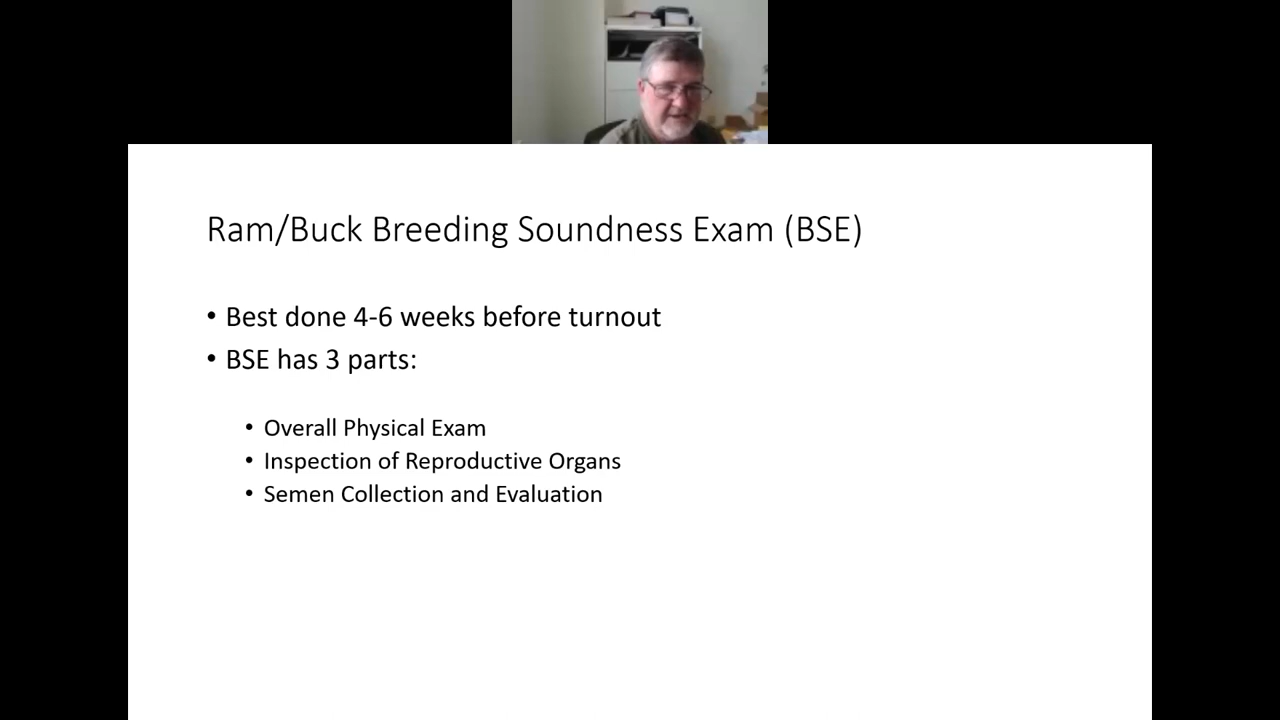 Ram/Buck Breeding Soundness Exam (BSE)
• Best done 4-6 weeks before turnout
• BSE has 3 parts:
• Overall Physical Exam
• Inspection of Reproductive Organs
• Semen Collection and Evaluation